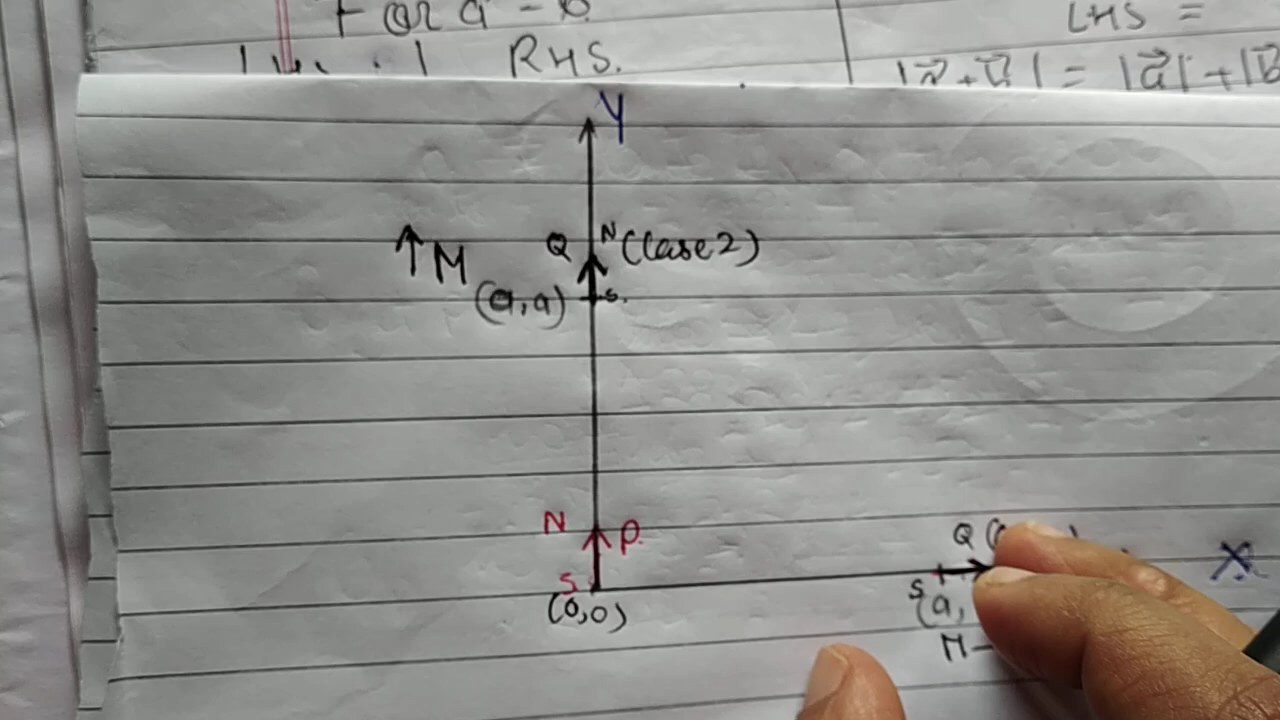 RHS.
LHS =
Y
↑ M
Q N (Case 2)
(a,a) S.
N P.
S
(0,0)
Q
X
S
(a,
M